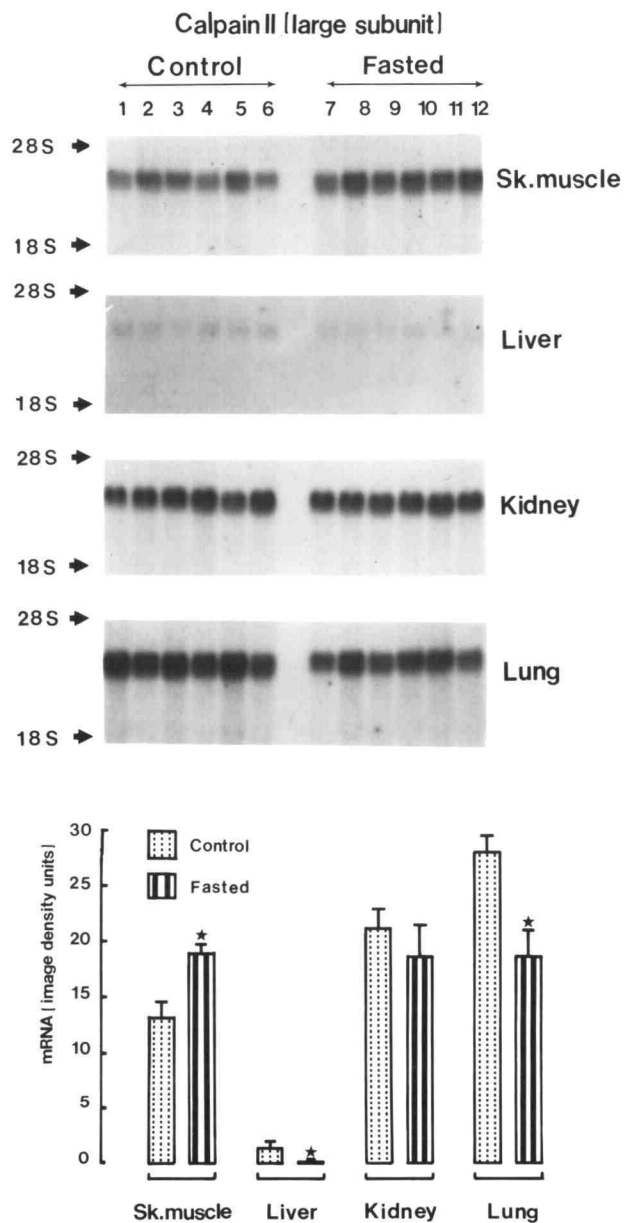 Calpain II [large subunit]
Control Fasted
1 2 3 4 5 6 7 8 9 10 11 12
28S
Sk.muscle
18S
28S
Liver
18S
28S
Kidney
18S
28S
Lung
18S
30
25
20
15
10
5
0
mRNA [image density units]
Control
Fasted
Sk.muscle Liver Kidney Lung